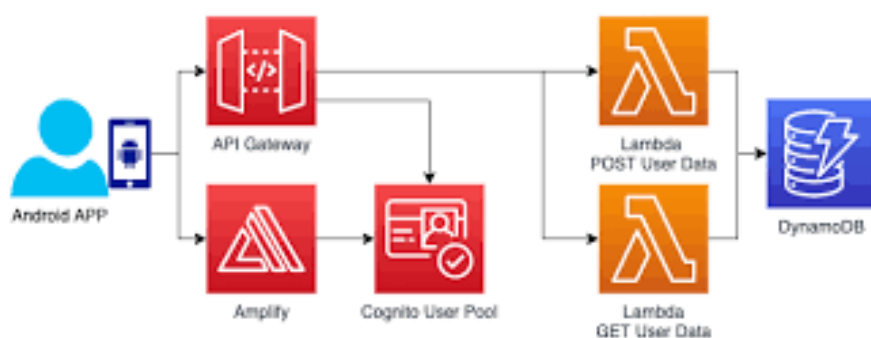 API Gateway
Lambda
POST User Data
Android APP
DynamoDB
Amplify
Cognito User Pool
Lambda
GET User Data